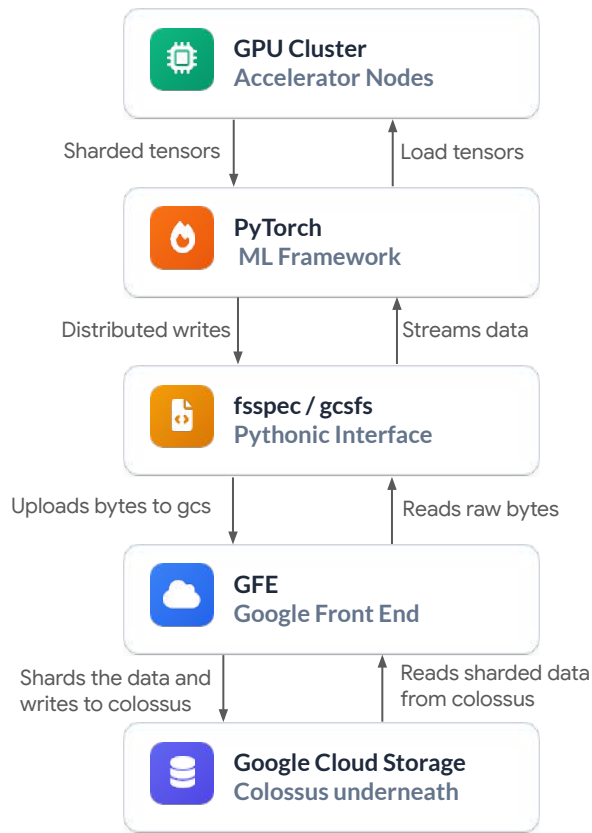 GPU Cluster
Accelerator Nodes
Sharded tensors
Load tensors
PyTorch
ML Framework
Distributed writes
Streams data
fsspec / gcsfs
Pythonic Interface
Uploads bytes to gcs
Reads raw bytes
GFE
Google Front End
Shards the data and
writes to colossus
Reads sharded data
from colossus
Google Cloud Storage
Colossus underneath